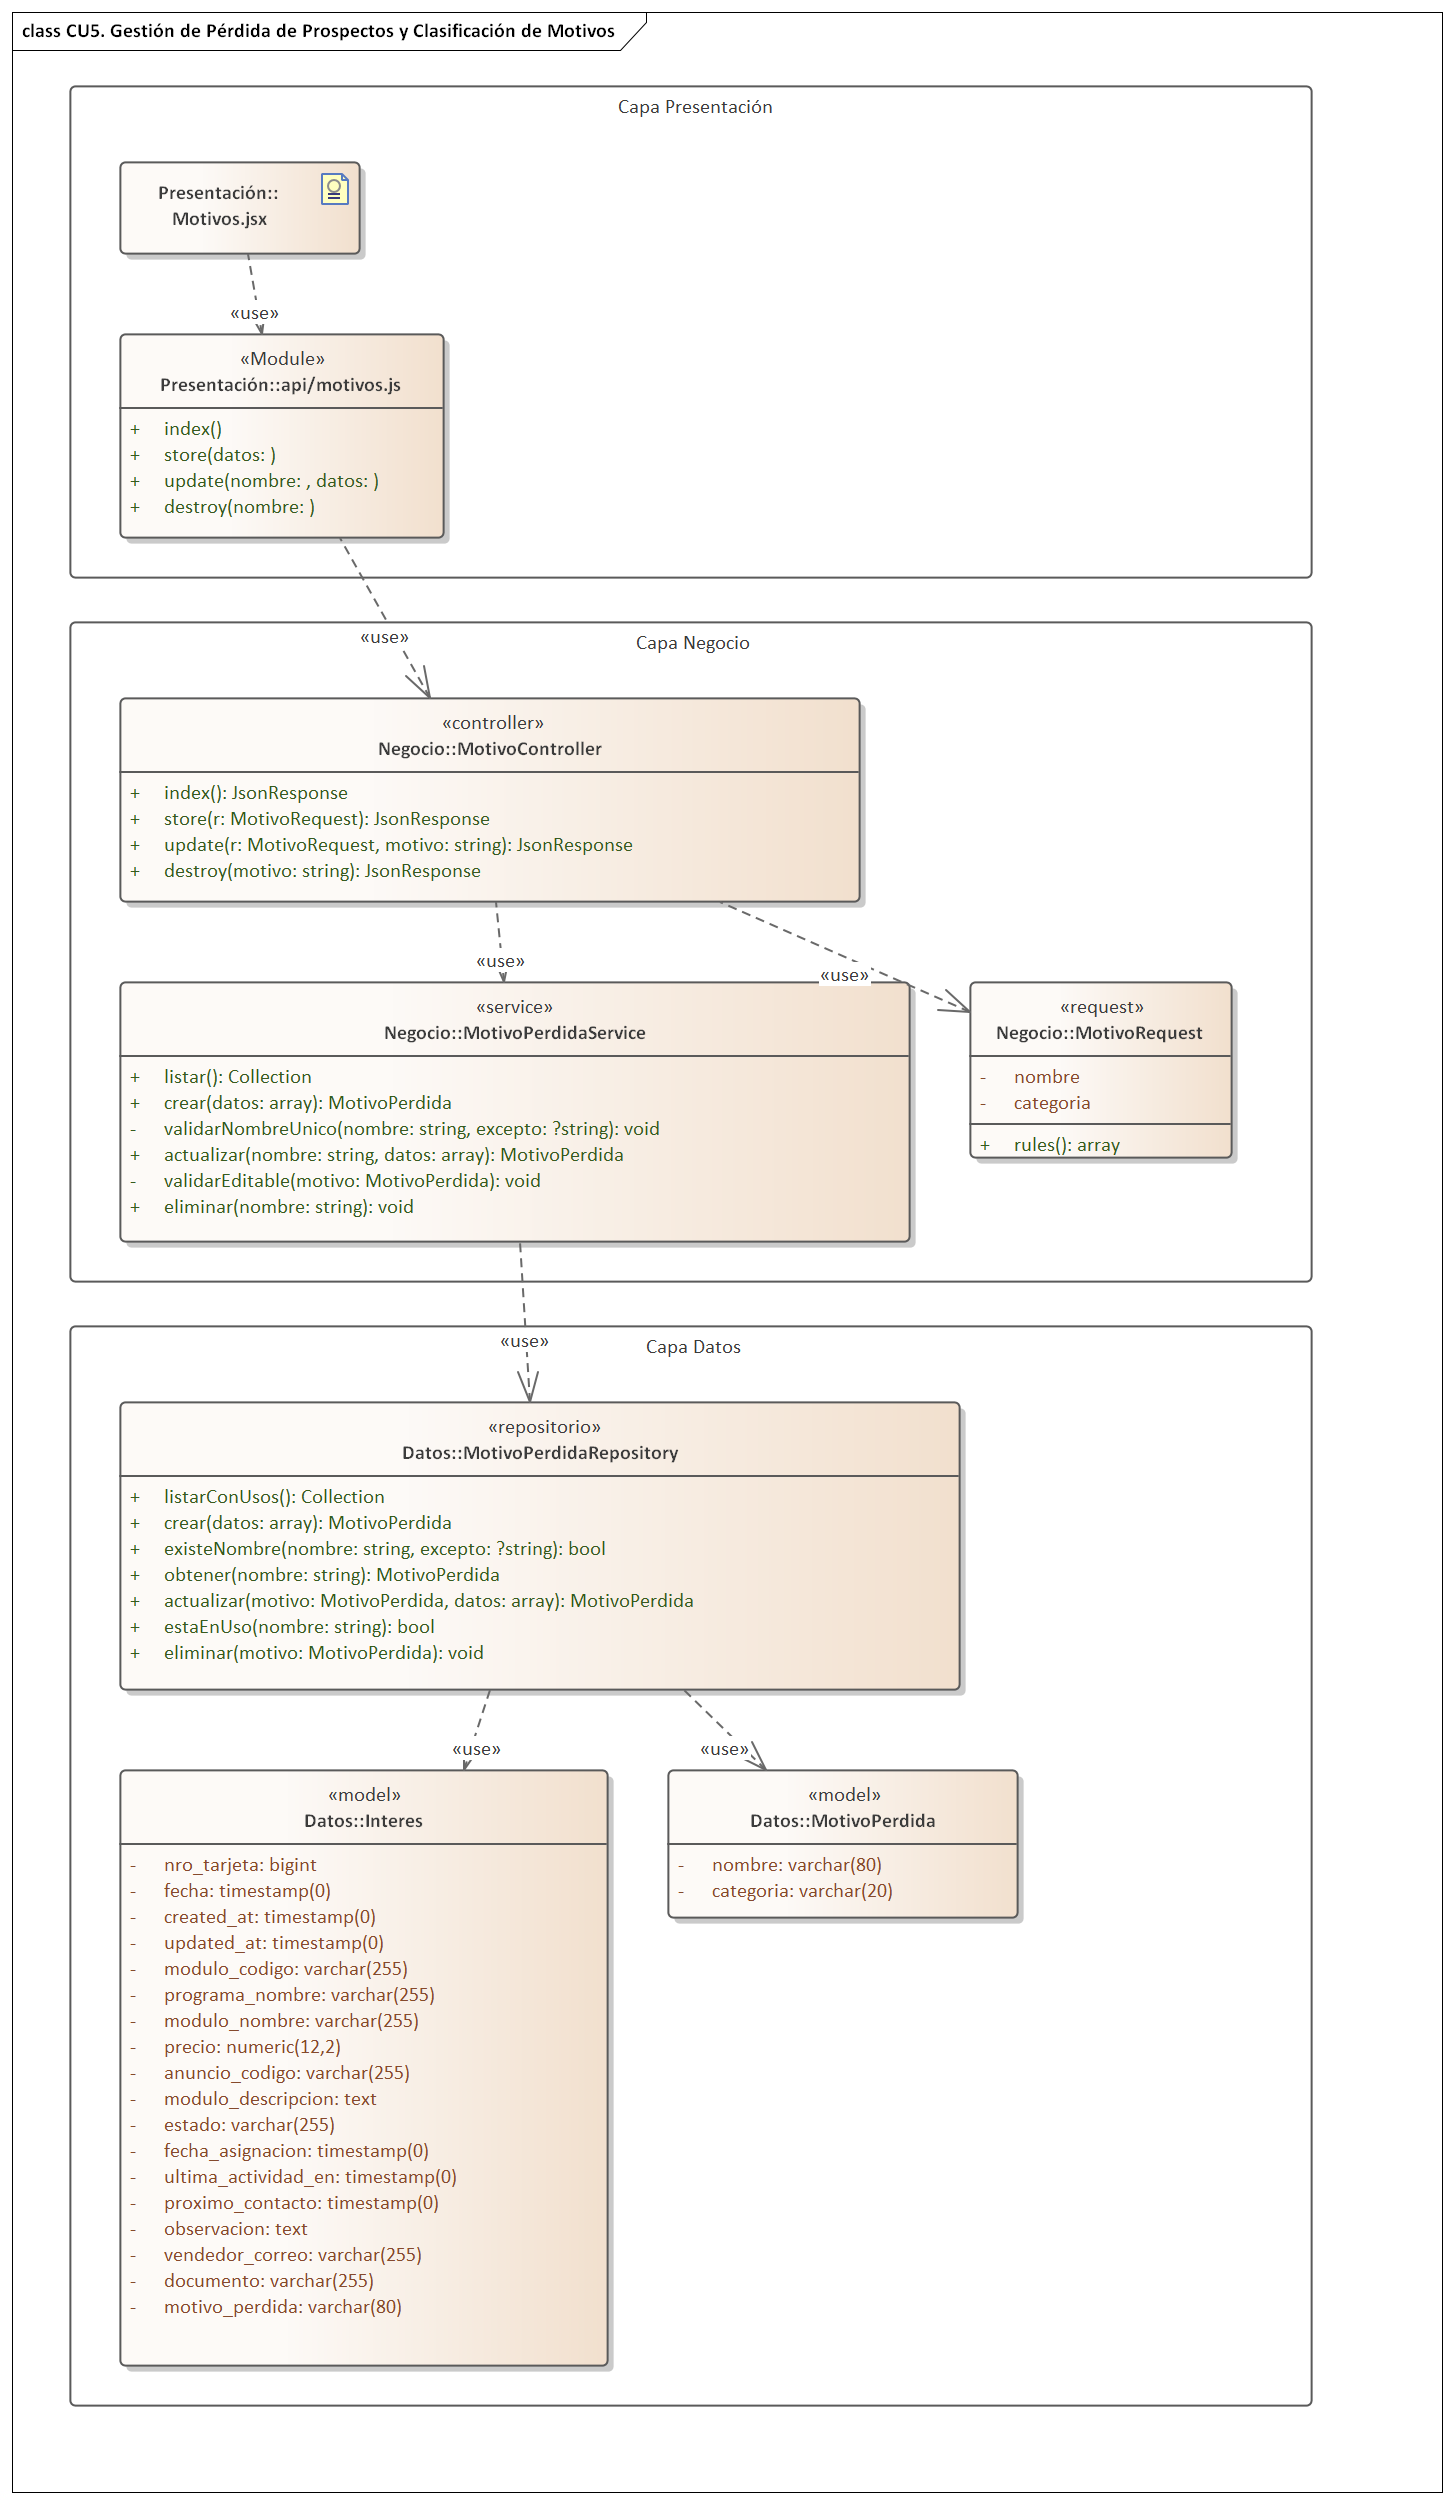 class CU5. Gestión de Pérdida de Prospectos y Clasificación de Motivos
Capa Presentación
Presentación::
Motivos.jsx
«use»
«Module»
Presentación::api/motivos.js
+ index()
+ store(datos: )
+ update(nombre: , datos: )
+ destroy(nombre: )
«use»
Capa Negocio
«controller»
Negocio::MotivoController
+ index(): JsonResponse
+ store(r: MotivoRequest): JsonResponse
+ update(r: MotivoRequest, motivo: string): JsonResponse
+ destroy(motivo: string): JsonResponse
«use»
«use»
«service»
Negocio::MotivoPerdidaService
+ listar(): Collection
+ crear(datos: array): MotivoPerdida
- validarNombreUnico(nombre: string, excepto: ?string): void
+ actualizar(nombre: string, datos: array): MotivoPerdida
- validarEditable(motivo: MotivoPerdida): void
+ eliminar(nombre: string): void
«request»
Negocio::MotivoRequest
- nombre
- categoria
+ rules(): array
«use»
Capa Datos
«repositorio»
Datos::MotivoPerdidaRepository
+ listarConUsos(): Collection
+ crear(datos: array): MotivoPerdida
+ existeNombre(nombre: string, excepto: ?string): bool
+ obtener(nombre: string): MotivoPerdida
+ actualizar(motivo: MotivoPerdida, datos: array): MotivoPerdida
+ estaEnUso(nombre: string): bool
+ eliminar(motivo: MotivoPerdida): void
«use»
«use»
«model»
Datos::Interes
- nro_tarjeta: bigint
- fecha: timestamp(0)
- created_at: timestamp(0)
- updated_at: timestamp(0)
- modulo_codigo: varchar(255)
- programa_nombre: varchar(255)
- modulo_nombre: varchar(255)
- precio: numeric(12,2)
- anuncio_codigo: varchar(255)
- modulo_descripcion: text
- estado: varchar(255)
- fecha_asignacion: timestamp(0)
- ultima_actividad_en: timestamp(0)
- proximo_contacto: timestamp(0)
- observacion: text
- vendedor_correo: varchar(255)
- documento: varchar(255)
- motivo_perdida: varchar(80)
«model»
Datos::MotivoPerdida
- nombre: varchar(80)
- categoria: varchar(20)